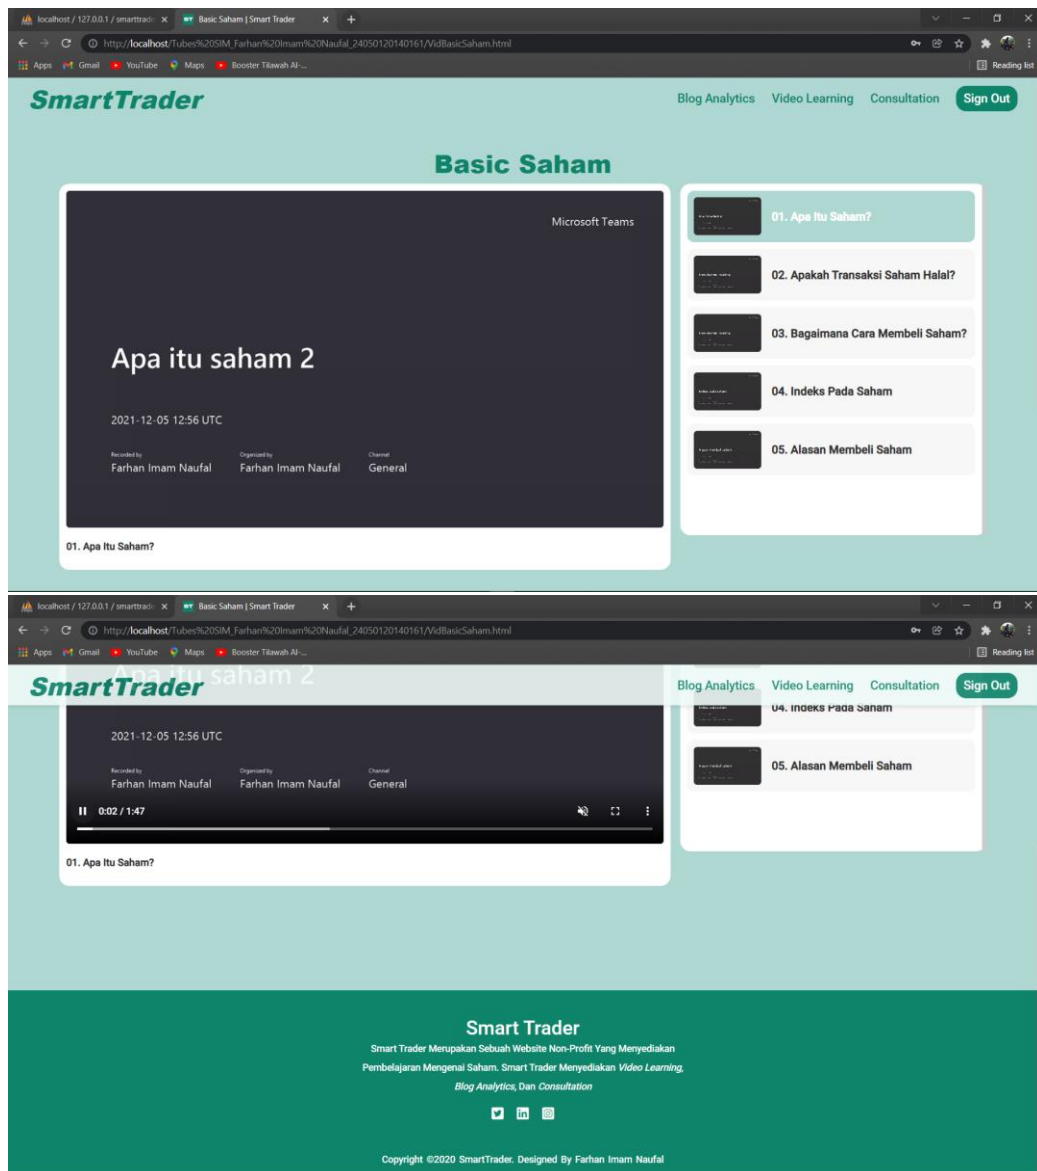 localhost / 127.0.0.1 / smarttrade
Basic Saham | Smart Trader
http://localhost/Tubes%20SIM_Farhan%20Imam%20Naufal_24050120140161/VidBasicSaham.html
Apps Gmail YouTube Maps Booster Tilawah Al-...
Reading list
SmartTrader
Blog Analytics Video Learning Consultation Sign Out
Basic Saham
Microsoft Teams
Apa itu saham 2
2021-12-05 12:56 UTC
Recorded by Organized by Channel
Farhan Imam Naufal Farhan Imam Naufal General
01. Apa Itu Saham?
01. Apa Itu Saham?
02. Apakah Transaksi Saham Halal?
03. Bagaimana Cara Membeli Saham?
04. Indeks Pada Saham
05. Alasan Membeli Saham
localhost / 127.0.0.1 / smarttrade
Basic Saham | Smart Trader
http://localhost/Tubes%20SIM_Farhan%20Imam%20Naufal_24050120140161/VidBasicSaham.html
Apps Gmail YouTube Maps Booster Tilawah Al-...
Reading list
SmartTrader
Blog Analytics Video Learning Consultation Sign Out
Apa itu saham 2
2021-12-05 12:56 UTC
Recorded by Organized by Channel
Farhan Imam Naufal Farhan Imam Naufal General
0:02 / 1:47
01. Apa Itu Saham?
04. Indeks Pada Saham
05. Alasan Membeli Saham
Smart Trader
Smart Trader Merupakan Sebuah Website Non-Profit Yang Menyediakan
Pembelajaran Mengenai Saham. Smart Trader Menyediakan Video Learning,
Blog Analytics, Dan Consultation
Copyright ©2020 SmartTrader. Designed By Farhan Imam Naufal